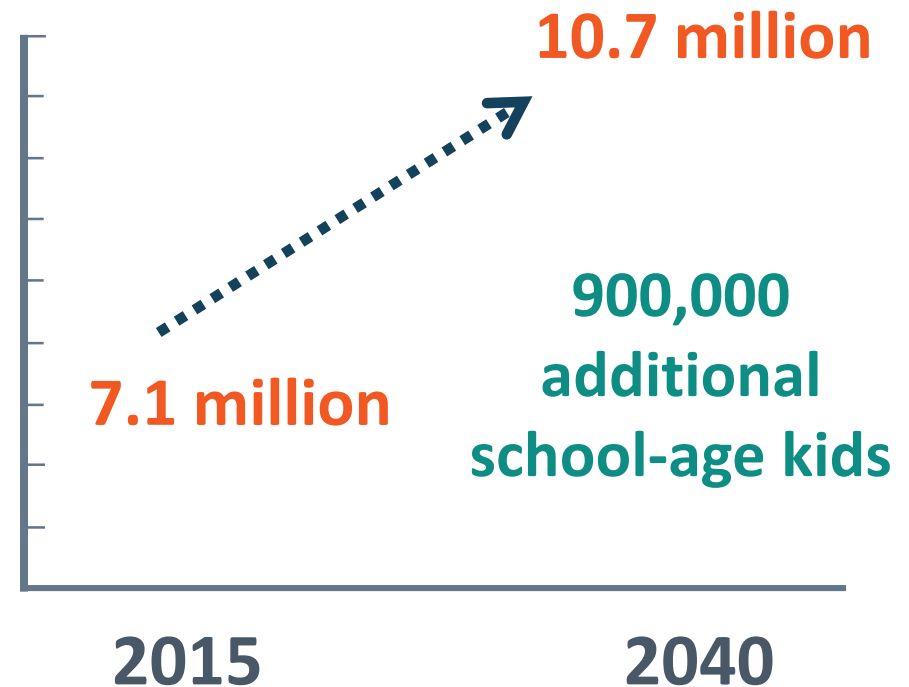 10.7 million
900,000
additional
school-age kids
7.1 million
2015
2040